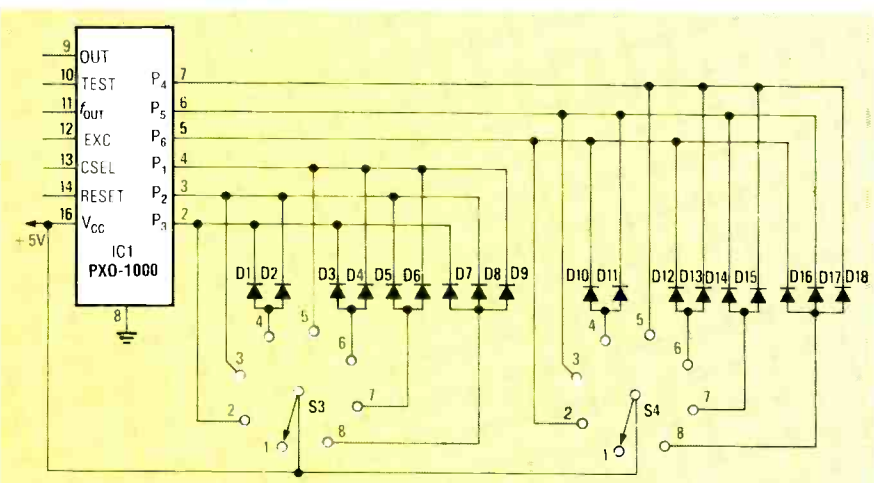 9 OUT
10 TEST P4 7
11 fOUT P5 6
12 EXC P6 5
13 CSEL P1 4
14 RESET P2 3
16 VCC P3 2
+5V
IC1
PXO-1000
8
D1 D2 D3 D4 D5 D6 D7 D8 D9 D10 D11 D12 D13 D14 D15 D16 D17 D18
4 5 6 4 5 6
3 7 3 7
2 S3 8 2 S4 8
1 1